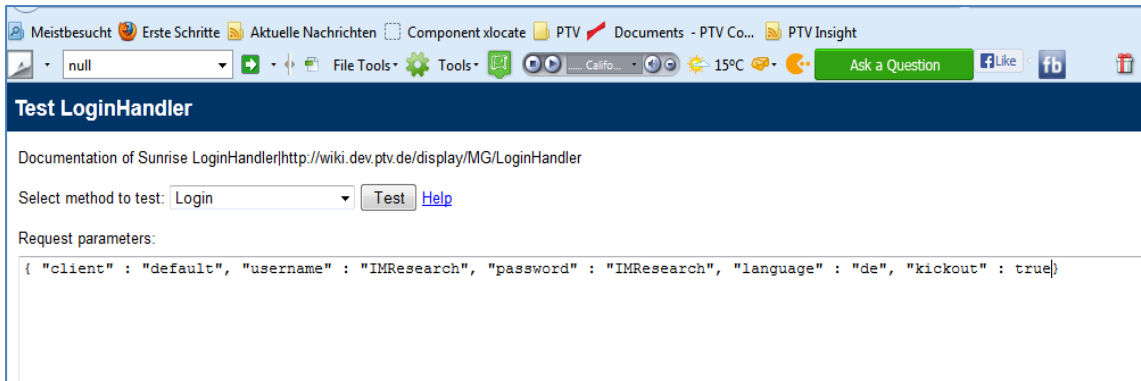 Meistbesucht Erste Schritte Aktuelle Nachrichten Component xlocate PTV Documents - PTV Co... PTV Insight
null File Tools Tools ..... Califo... 15°C Ask a Question Like fb
Test LoginHandler
Documentation of Sunrise LoginHandler|http://wiki.dev.ptv.de/display/MG/LoginHandler
Select method to test: Login Test Help
Request parameters:
{ "client" : "default", "username" : "IMResearch", "password" : "IMResearch", "language" : "de", "kickout" : true}